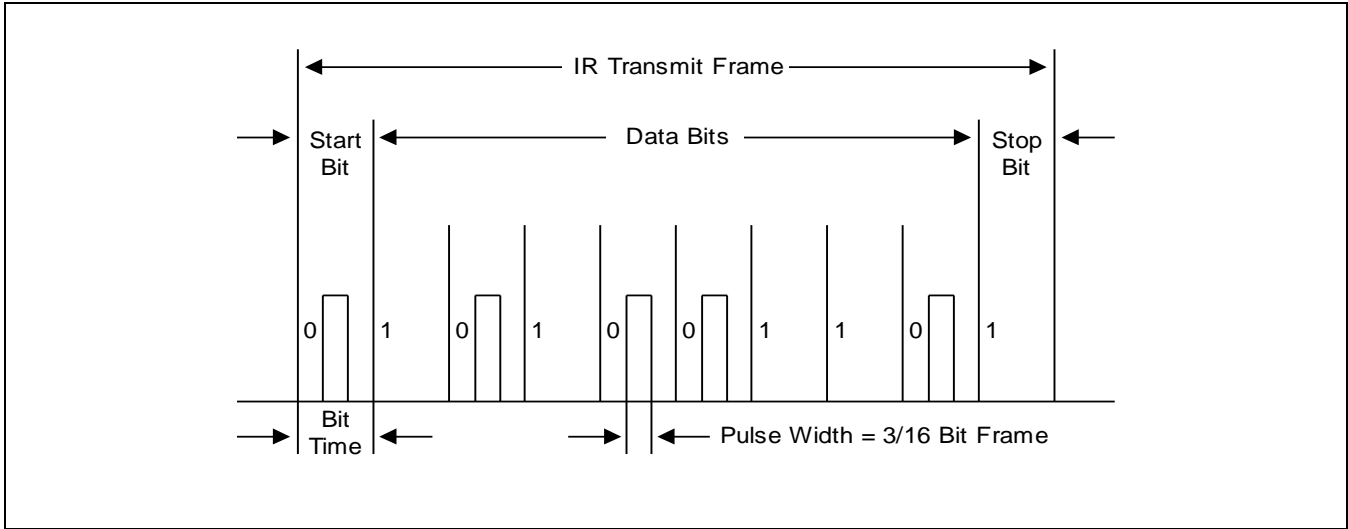 IR Transmit Frame
Start
Bit
Data Bits
Stop
Bit
0 1 0 1 0 0 1 1 0 1
Bit
Time
Pulse Width = 3/16 Bit Frame